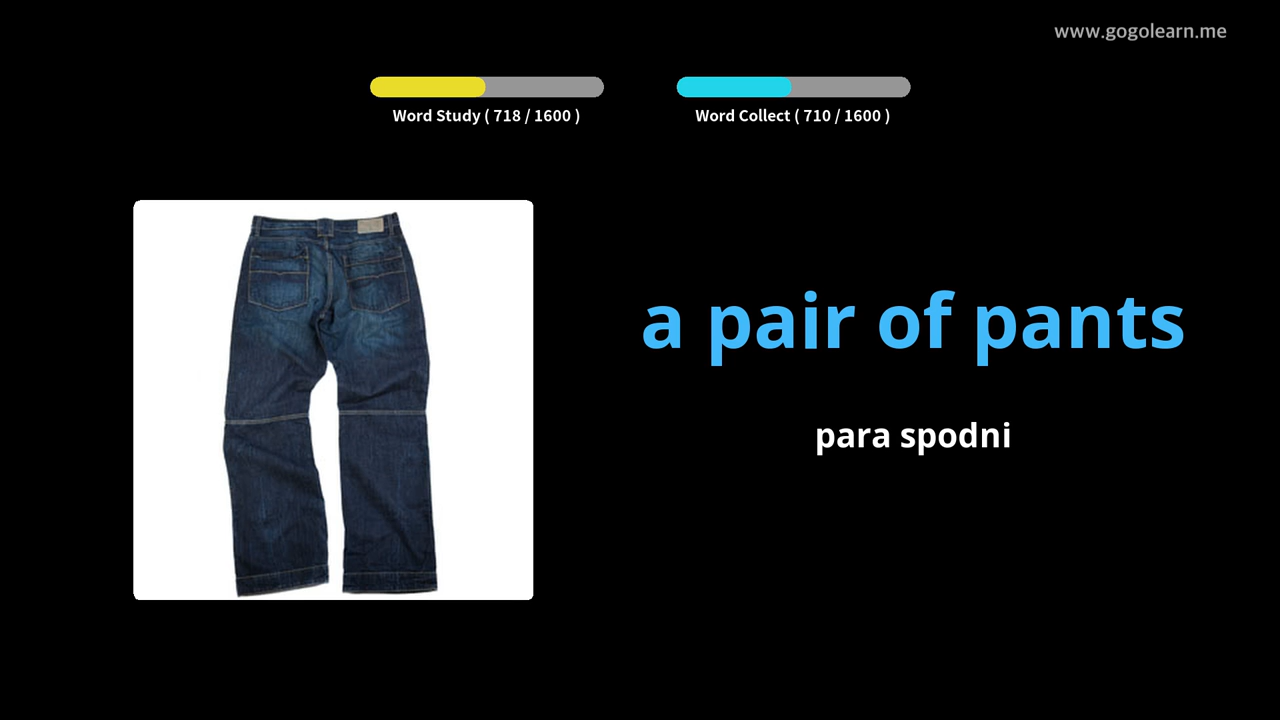 www.gogolearn.me
Word Study ( 718 / 1600 )
Word Collect ( 710 / 1600 )
a pair of pants
para spodni